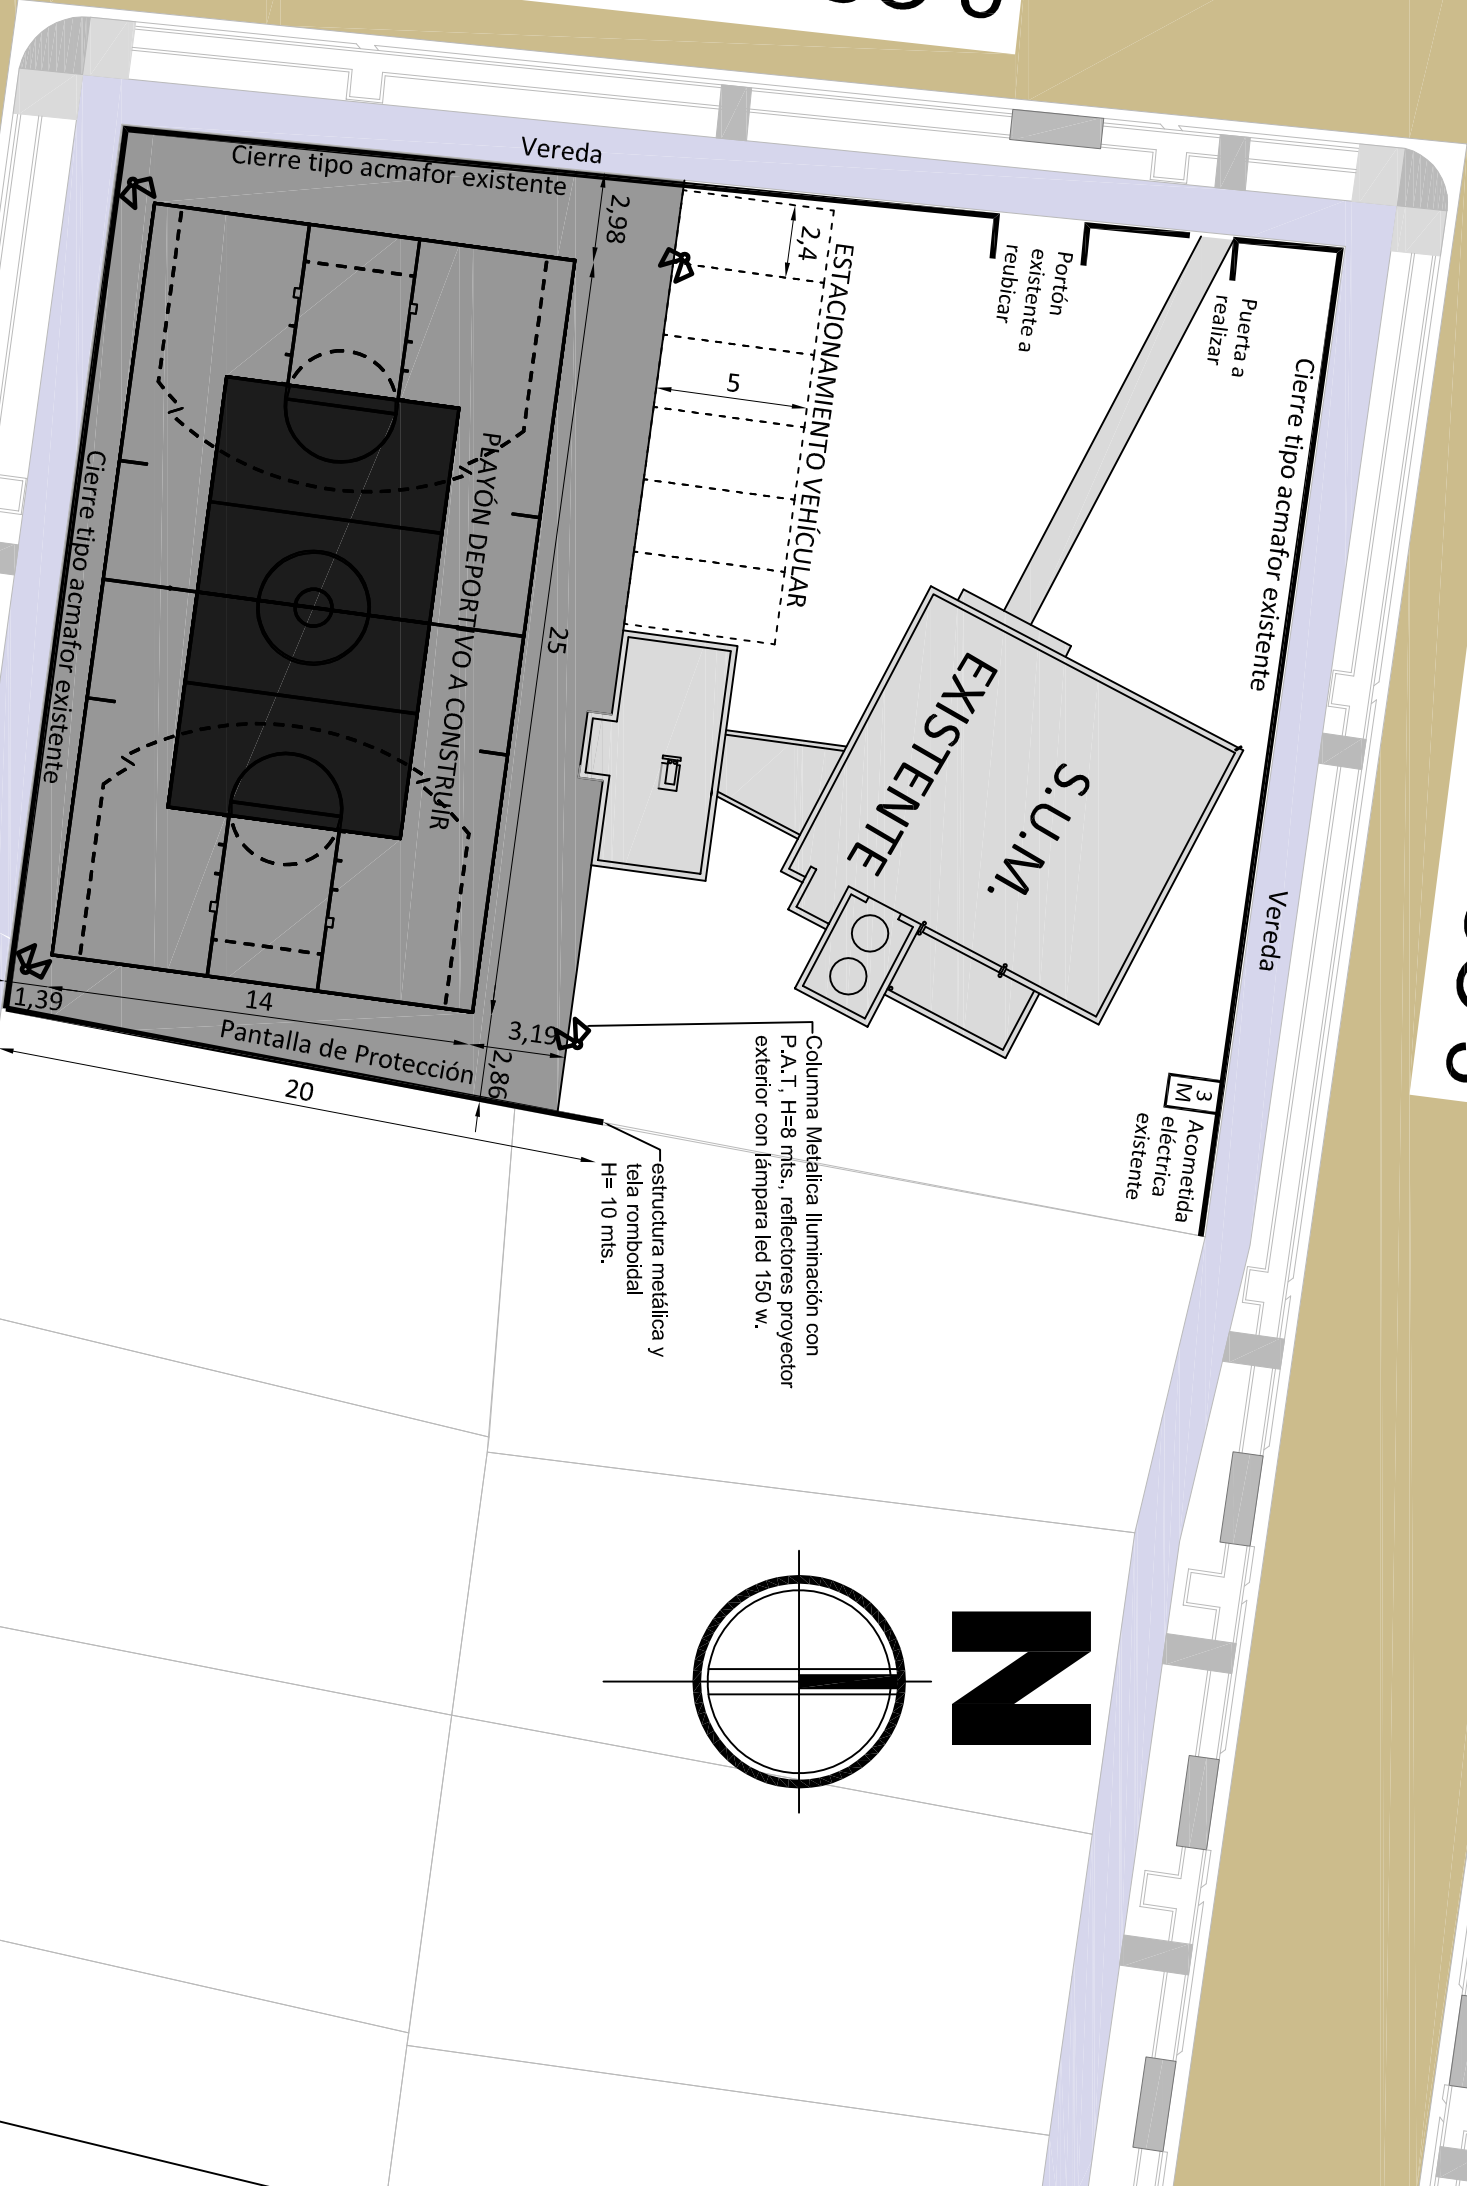 Vereda
Cierre tipo acmafor existente
2,98
2,4
ESTACIONAMIENTO VEHÍCULAR
5
Portón
existente a
reubicar
Puerta a
realizar
Cierre tipo acmafor existente
Vereda
PLAYÓN DEPORTIVO A CONSTRUIR
25
Cierre tipo acmafor existente
S.U.M.
EXISTENTE
1,39
14
3,19
2,86
Pantalla de Protección
20
3
M
Acometida
eléctrica
existente
Columna Metalica Iluminación con
P.A.T, H=8 mts., reflectores proyector
exterior con lámpara led 150 w.
estructura metálica y
tela romboidal
H= 10 mts.
N